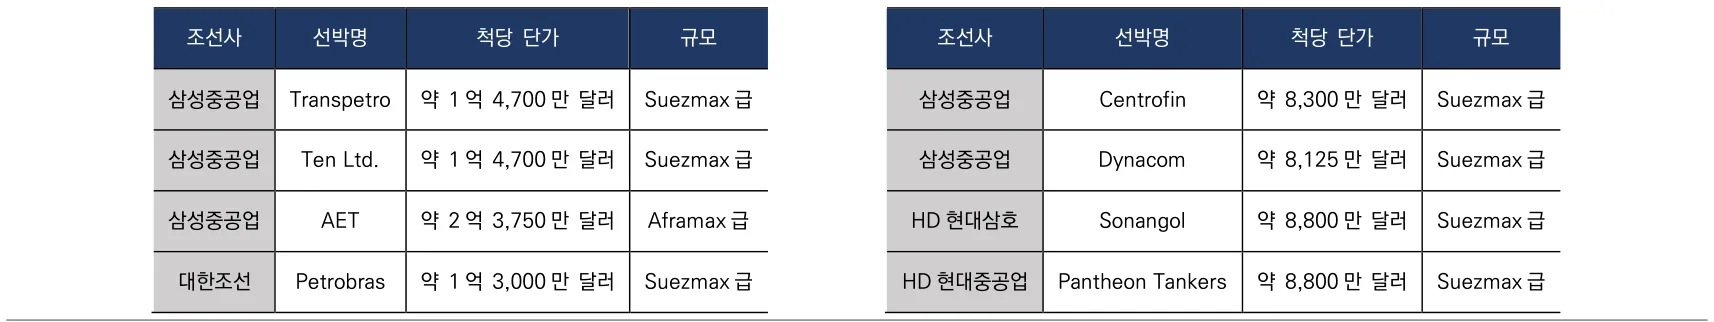 조선사 선박명 척당 단가 규모
삼성중공업 Transpetro 약 1억 4,700만 달러 Suezmax급
삼성중공업 Ten Ltd. 약 1억 4,700만 달러 Suezmax급
삼성중공업 AET 약 2억 3,750만 달러 Aframax급
대한조선 Petrobras 약 1억 3,000만 달러 Suezmax급
조선사 선박명 척당 단가 규모
삼성중공업 Centrofin 약 8,300만 달러 Suezmax급
삼성중공업 Dynacom 약 8,125만 달러 Suezmax급
HD현대삼호 Sonangol 약 8,800만 달러 Suezmax급
HD현대중공업 Pantheon Tankers 약 8,800만 달러 Suezmax급